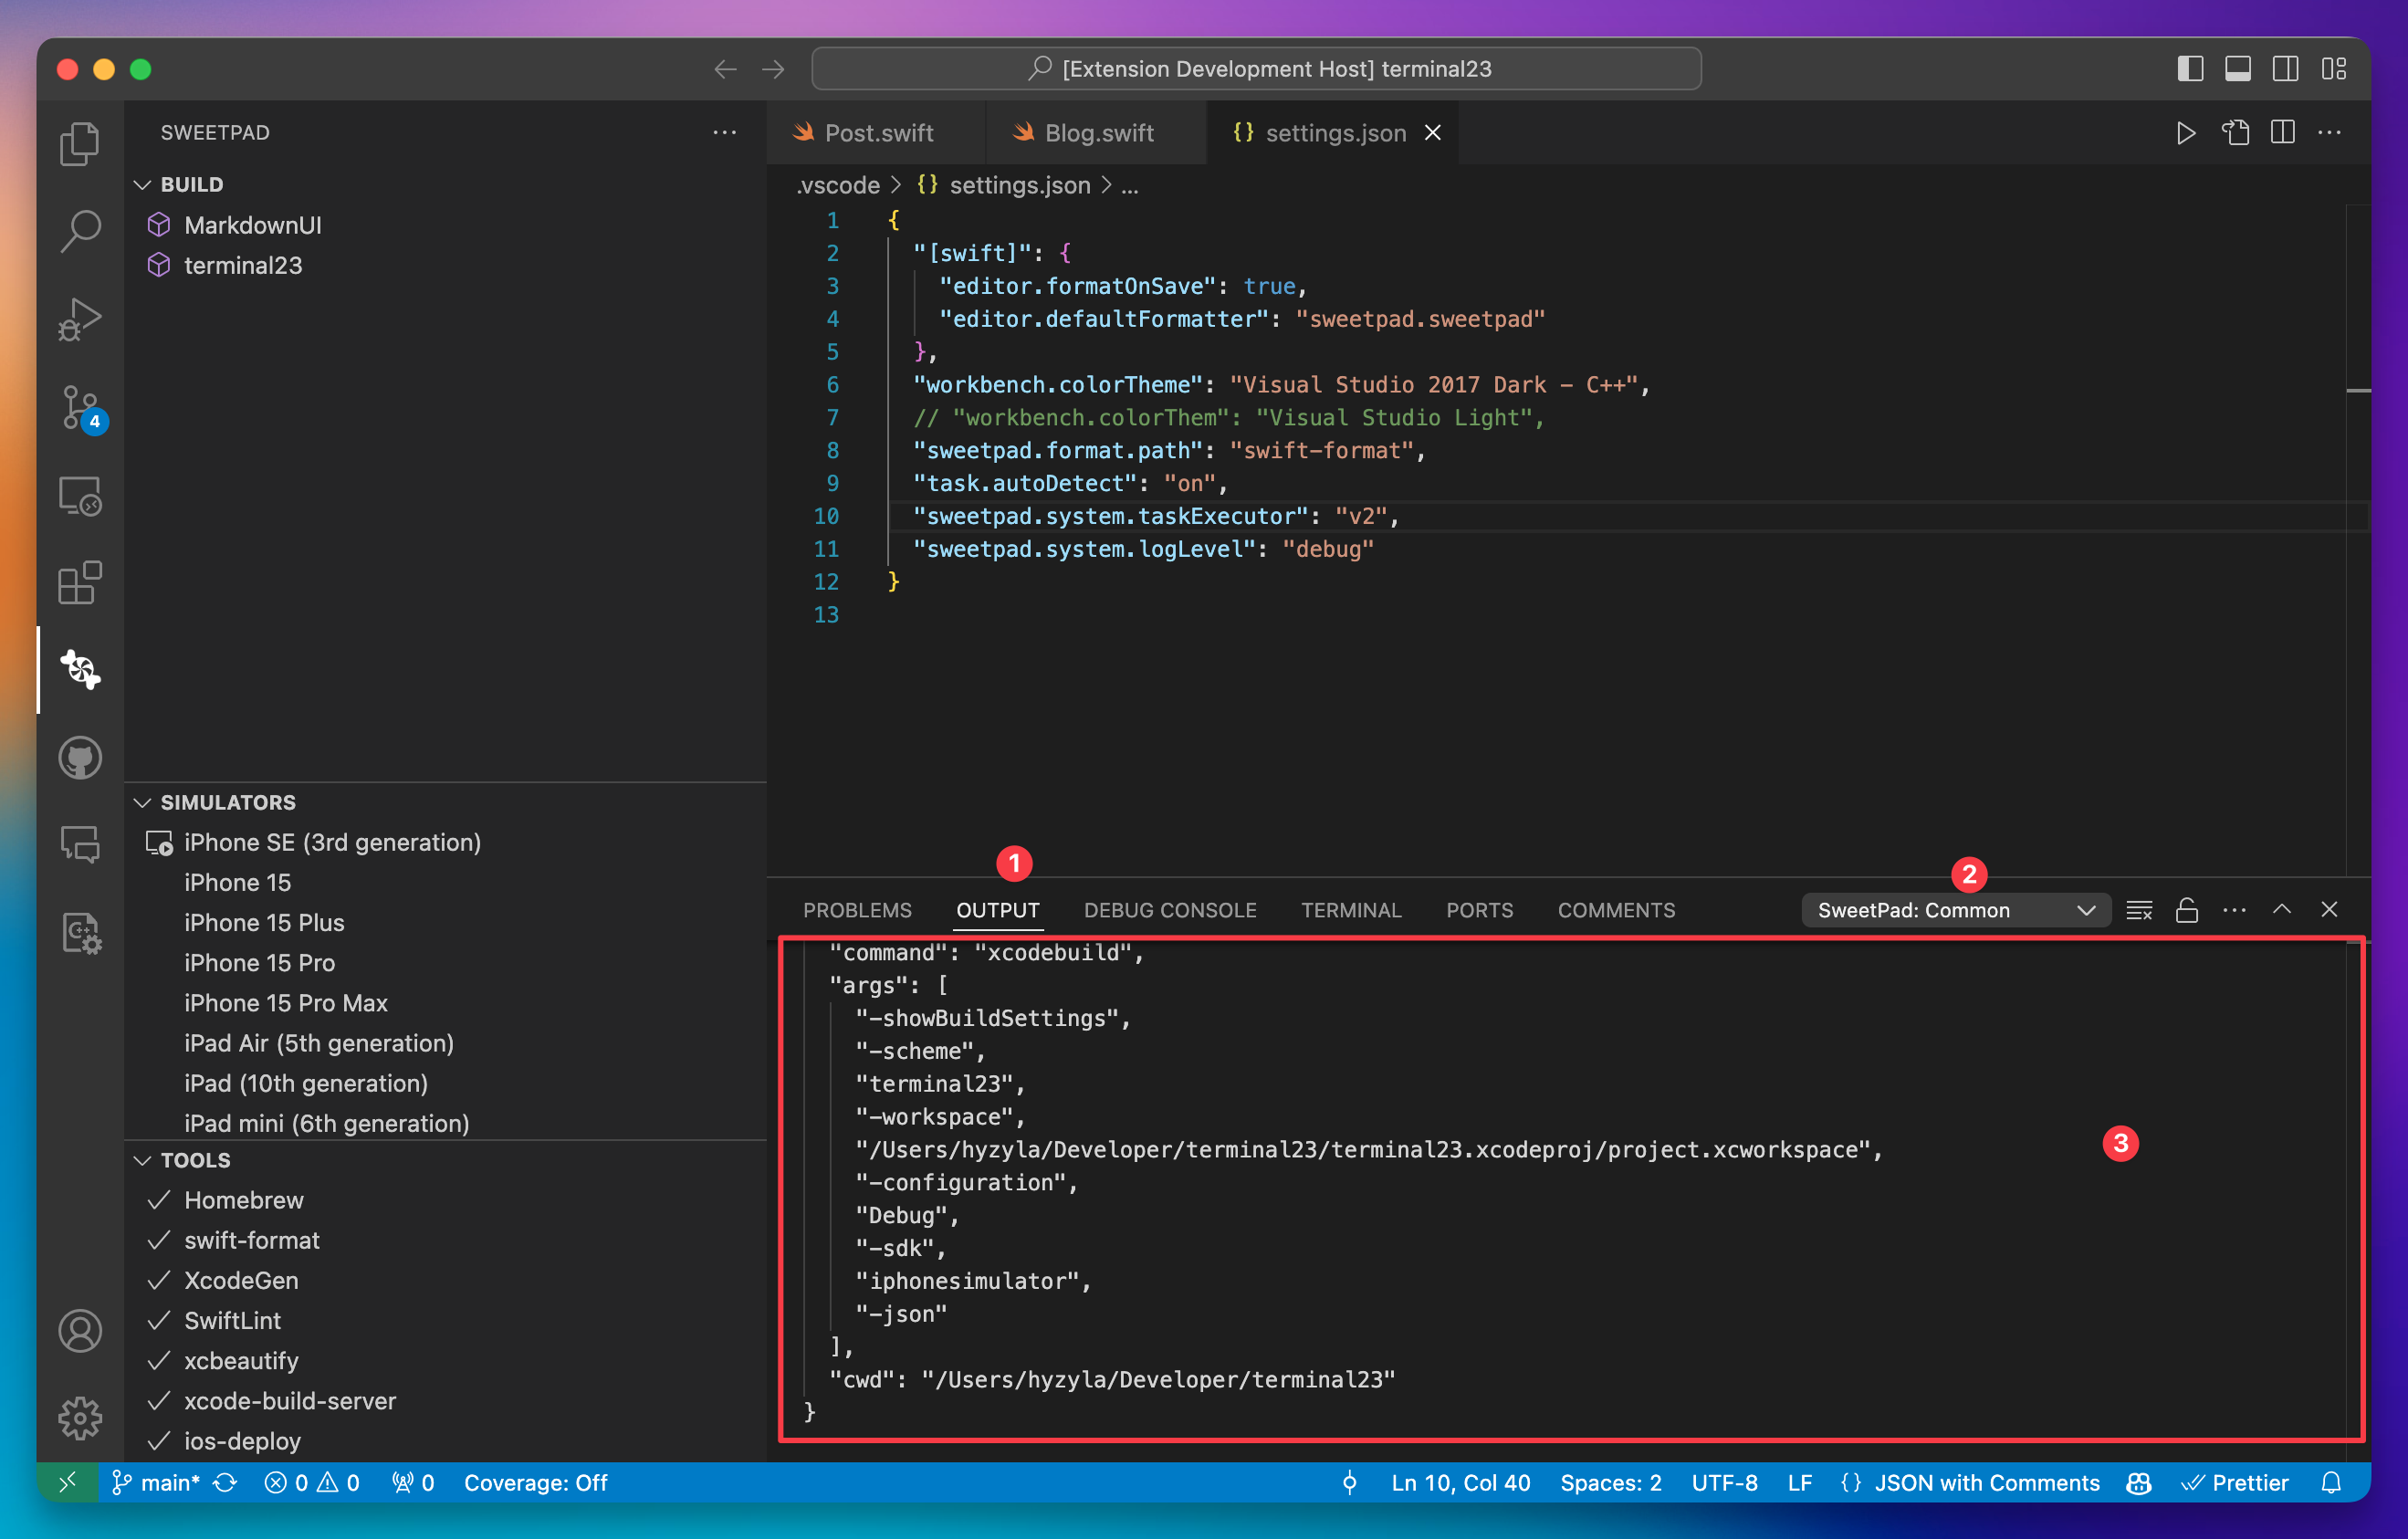 [Extension Development Host] terminal23
SWEETPAD
BUILD
MarkdownUI
terminal23
SIMULATORS
iPhone SE (3rd generation)
iPhone 15
iPhone 15 Plus
iPhone 15 Pro
iPhone 15 Pro Max
iPad Air (5th generation)
iPad (10th generation)
iPad mini (6th generation)
TOOLS
Homebrew
swift-format
XcodeGen
SwiftLint
xcbeautify
xcode-build-server
ios-deploy
4
C++
Post.swift
Blog.swift
{} settings.json
.vscode > {} settings.json > ...
1 {
2 "[swift]": {
3 "editor.formatOnSave": true,
4 "editor.defaultFormatter": "sweetpad.sweetpad"
5 },
6 "workbench.colorTheme": "Visual Studio 2017 Dark - C++",
7 // "workbench.colorThem": "Visual Studio Light",
8 "sweetpad.format.path": "swift-format",
9 "task.autoDetect": "on",
10 "sweetpad.system.taskExecutor": "v2",
11 "sweetpad.system.logLevel": "debug"
12 }
13
1
2
PROBLEMS OUTPUT DEBUG CONSOLE TERMINAL PORTS COMMENTS SweetPad: Common
"command": "xcodebuild",
"args": [
"-showBuildSettings",
"-scheme",
"terminal23",
"-workspace",
"/Users/hyzyla/Developer/terminal23/terminal23.xcodeproj/project.xcworkspace",
3
"-configuration",
"Debug",
"-sdk",
"iphonesimulator",
"-json"
],
"cwd": "/Users/hyzyla/Developer/terminal23"
}
main* 0 0 0 Coverage: Off Ln 10, Col 40 Spaces: 2 UTF-8 LF {} JSON with Comments Prettier